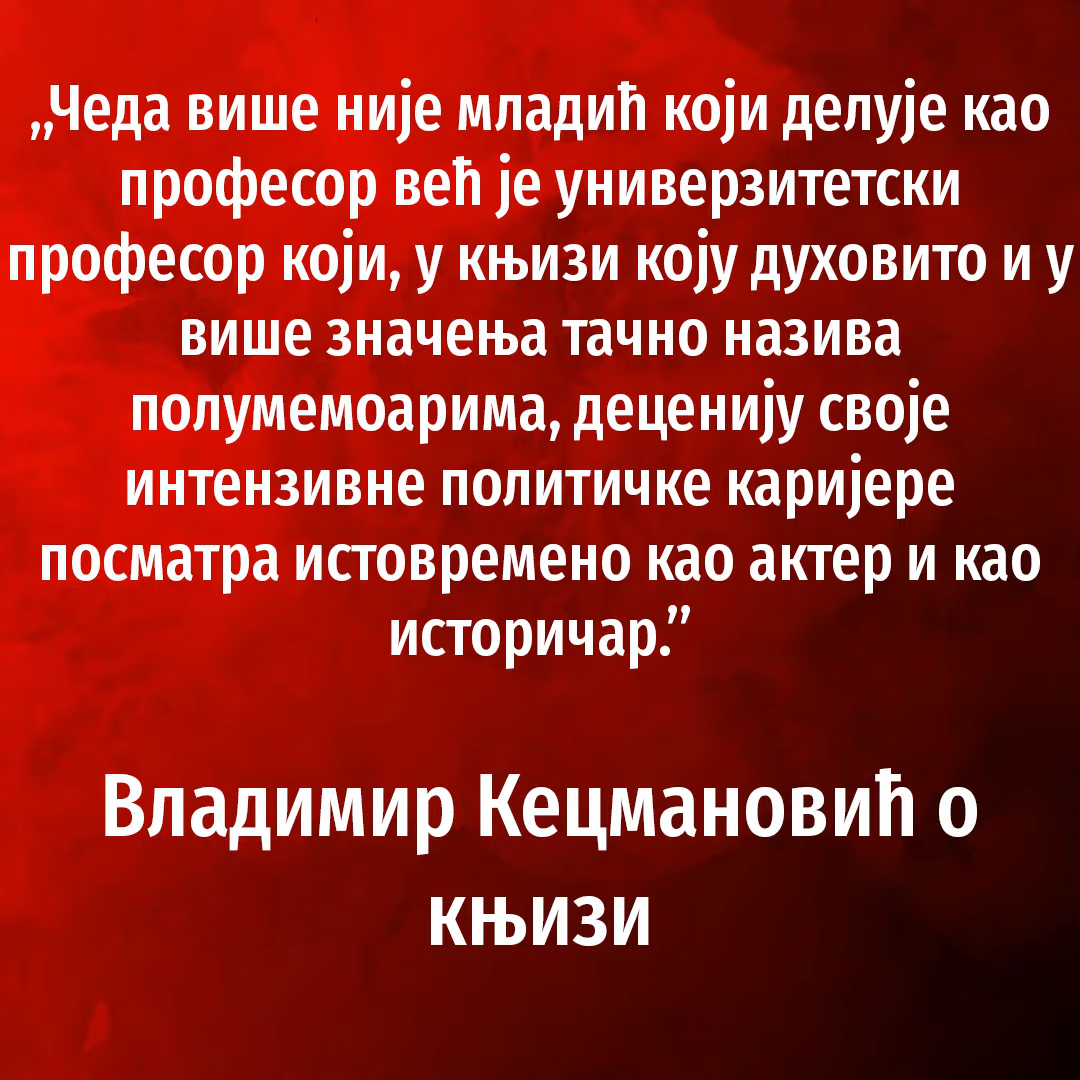 „Чеда више није младић који делује као
професор већ је универзитетски
професор који, у књизи коју духовито и у
више значења тачно назива
полумемоарима, деценију своје
интензивне политичке каријере
посматра истовремено као актер и као
историчар.”
Владимир Кецмановић о
књизи